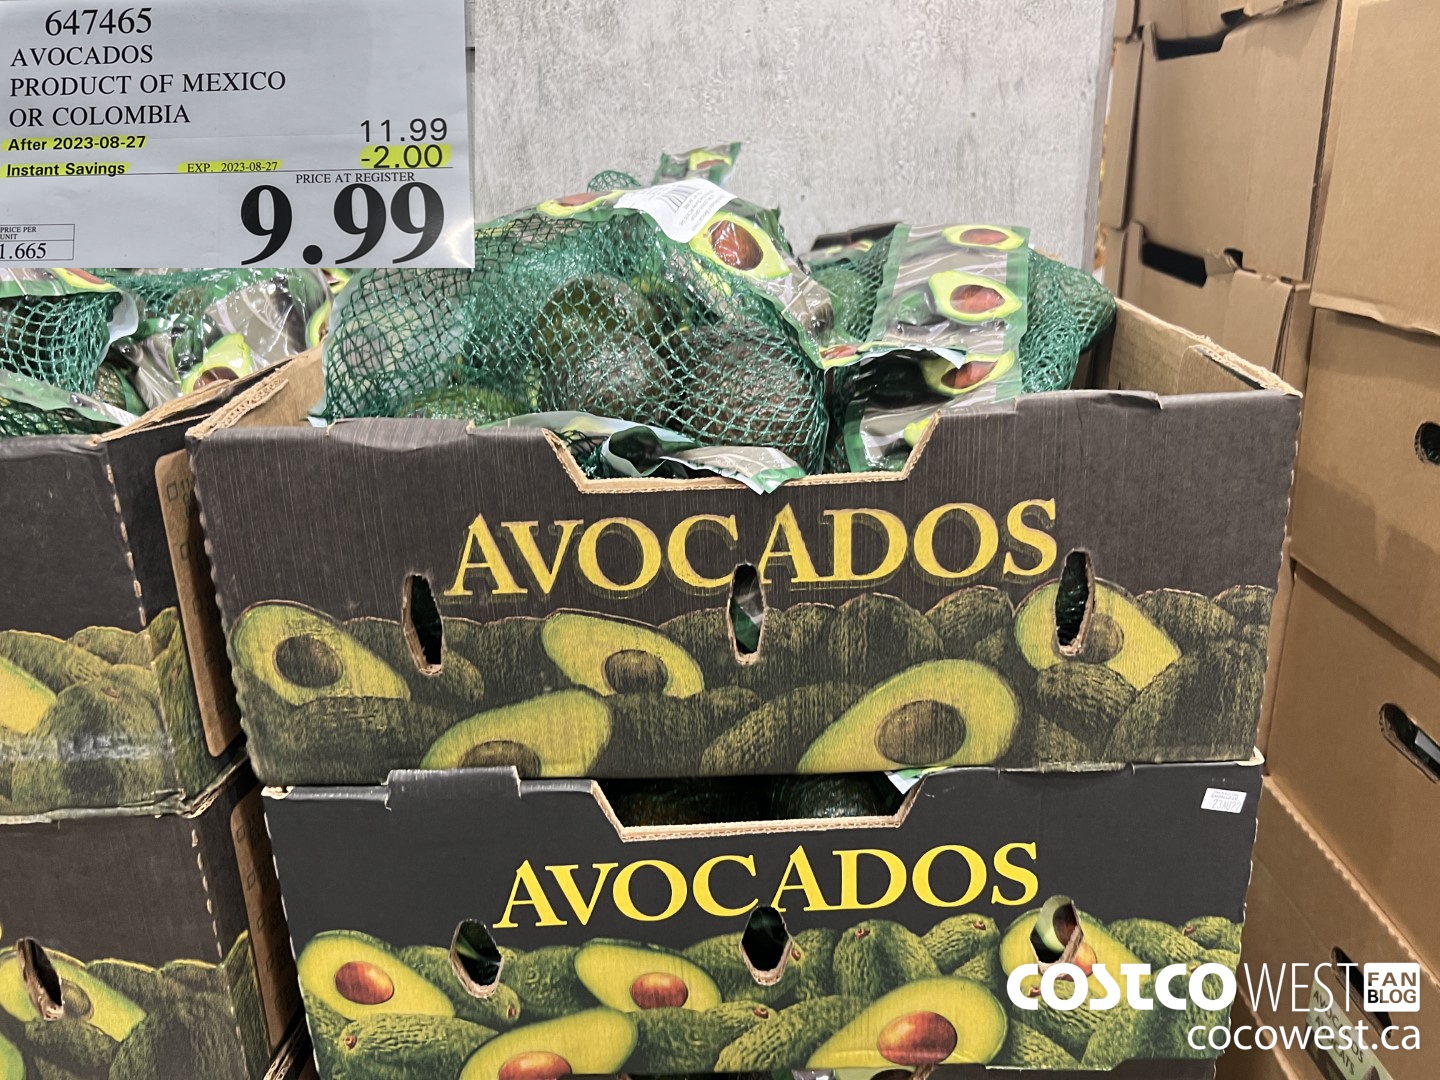 647465
AVOCADOS
PRODUCT OF MEXICO
OR COLOMBIA
After 2023-08-27
11.99
Instant Savings
EXP. 2023-08-27
-2.00
PRICE AT REGISTER
9.99
PRICE PER
UNIT
1.665
AVOCADOS
AVOCADOS
COSTCO WEST FAN BLOG
cocowest.ca